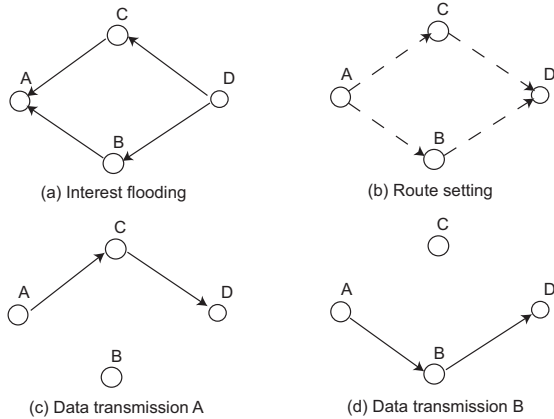 C
A
D
B
(a) Interest flooding
C
A
D
B
(b) Route setting
C
A
D
B
(c) Data transmission A
C
A
D
B
(d) Data transmission B